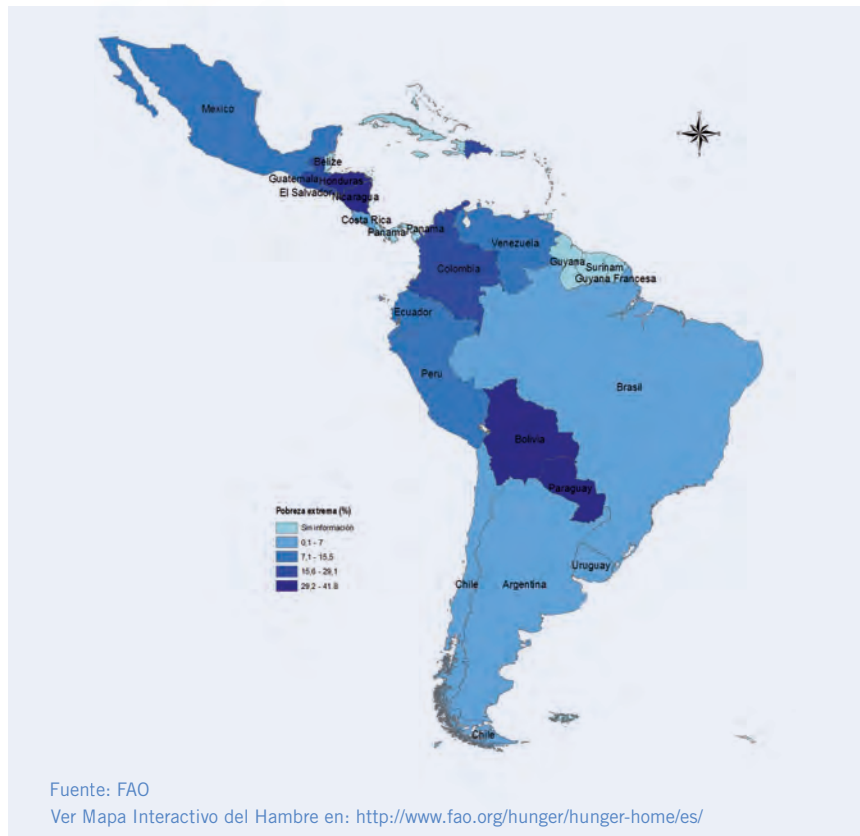 Mexico
Belize
Guatemala
Honduras
El Salvador
Nicaragua
Costa Rica
Panama
Panama
Venezuela
Colombia
Guyana
Surinam
Guyana Francesa
Ecuador
Peru
Brasil
Bolivia
Paraguay
Pobreza extrema (%)
Sin información
0,1 - 7
7,1 - 15,5
15,6 - 29,1
29,2 - 41.8
Uruguay
Chile
Argentina
Chile
Fuente: FAO
Ver Mapa Interactivo del Hambre en: http://www.fao.org/hunger/hunger-home/es/